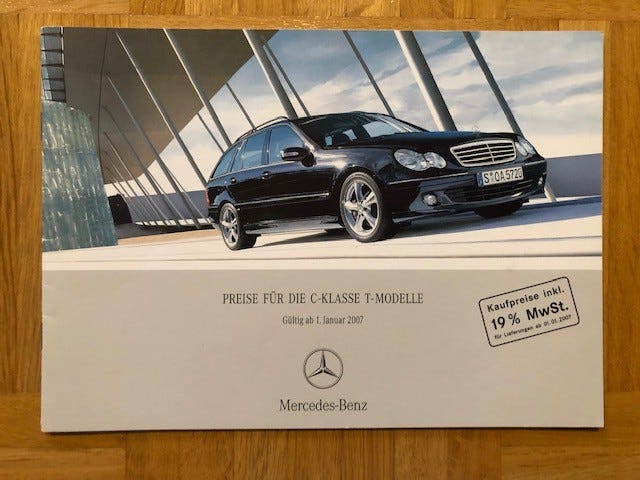 S OA 5720
PREISE FÜR DIE C-KLASSE T-MODELLE
Gültig ab 1. Januar 2007
Kaufpreise inkl.
19% MwSt.
für Lieferungen ab 01.01.2007
Mercedes-Benz